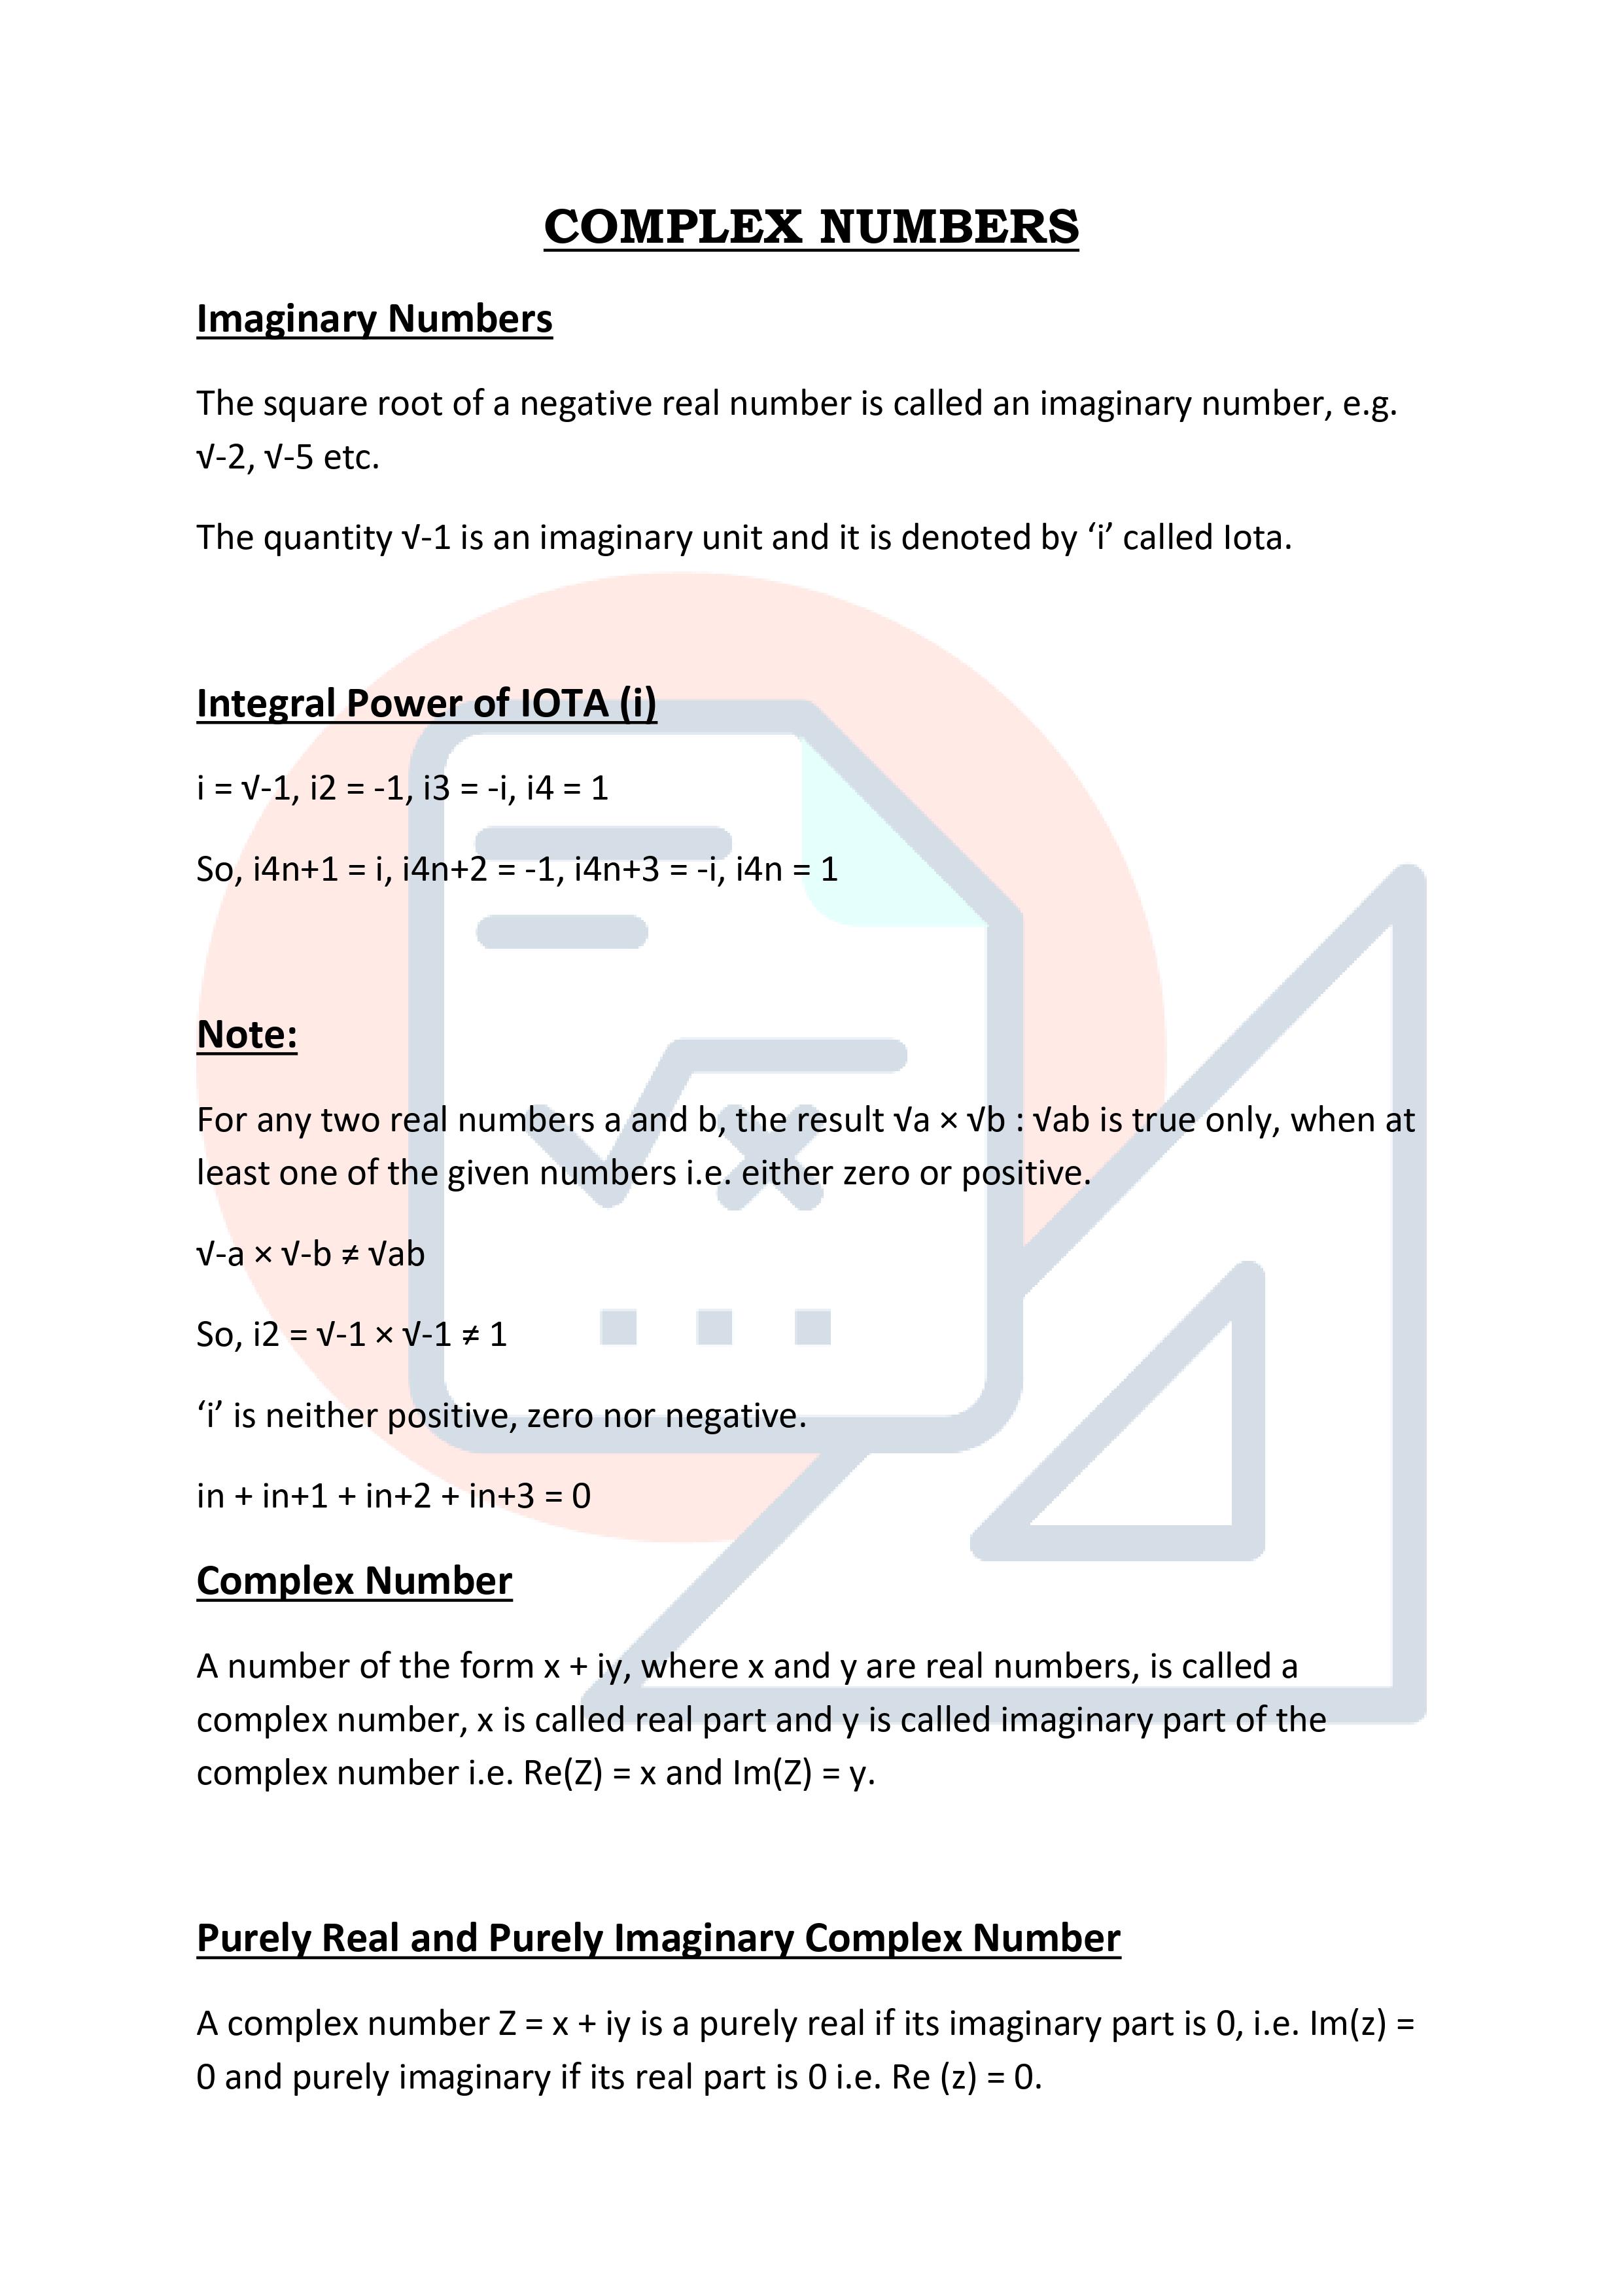 COMPLEX NUMBERS
Imaginary Numbers
The square root of a negative real number is called an imaginary number, e.g.
√-2, √-5 etc.
The quantity √-1 is an imaginary unit and it is denoted by ‘i’ called Iota.
Integral Power of IOTA (i)
i = √-1, i2 = -1, i3 = -i, i4 = 1
So, i4n+1 = i, i4n+2 = -1, i4n+3 = -i, i4n = 1
Note:
For any two real numbers a and b, the result √a × √b : √ab is true only, when at
least one of the given numbers i.e. either zero or positive.
√-a × √-b ≠ √ab
So, i2 = √-1 × √-1 ≠ 1
‘i’ is neither positive, zero nor negative.
in + in+1 + in+2 + in+3 = 0
Complex Number
A number of the form x + iy, where x and y are real numbers, is called a
complex number, x is called real part and y is called imaginary part of the
complex number i.e. Re(Z) = x and Im(Z) = y.
Purely Real and Purely Imaginary Complex Number
A complex number Z = x + iy is a purely real if its imaginary part is 0, i.e. Im(z) =
0 and purely imaginary if its real part is 0 i.e. Re (z) = 0.